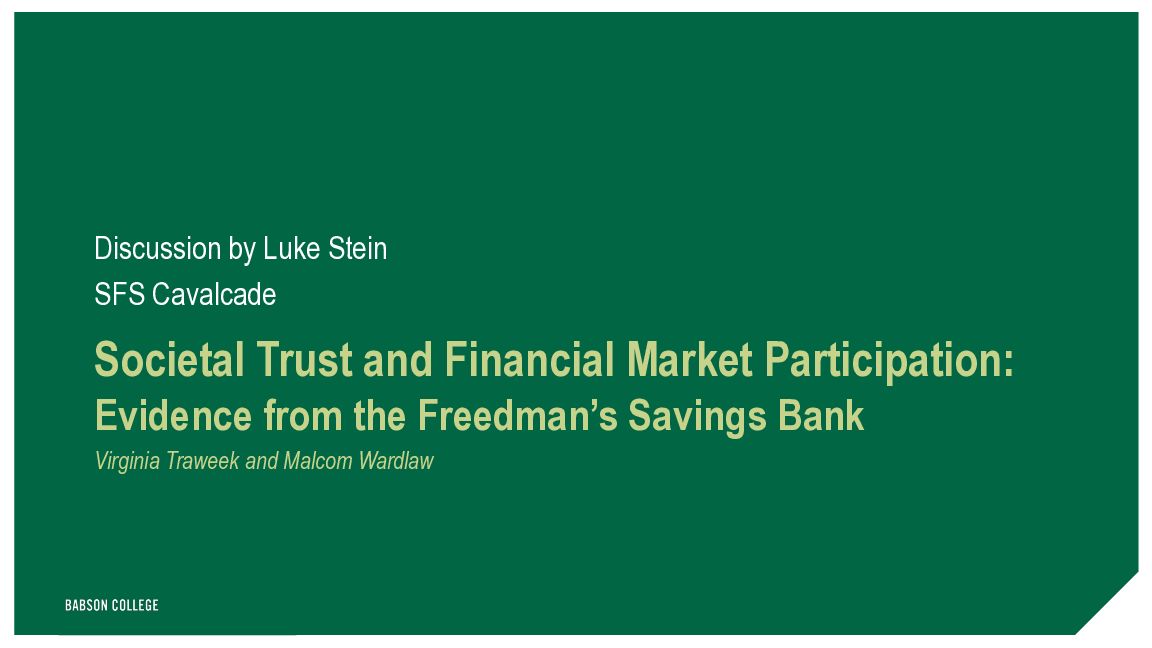 Discussion by Luke Stein
SFS Cavalcade
Societal Trust and Financial Market Participation:
Evidence from the Freedman’s Savings Bank
Virginia Traweek and Malcom Wardlaw
BABSON COLLEGE